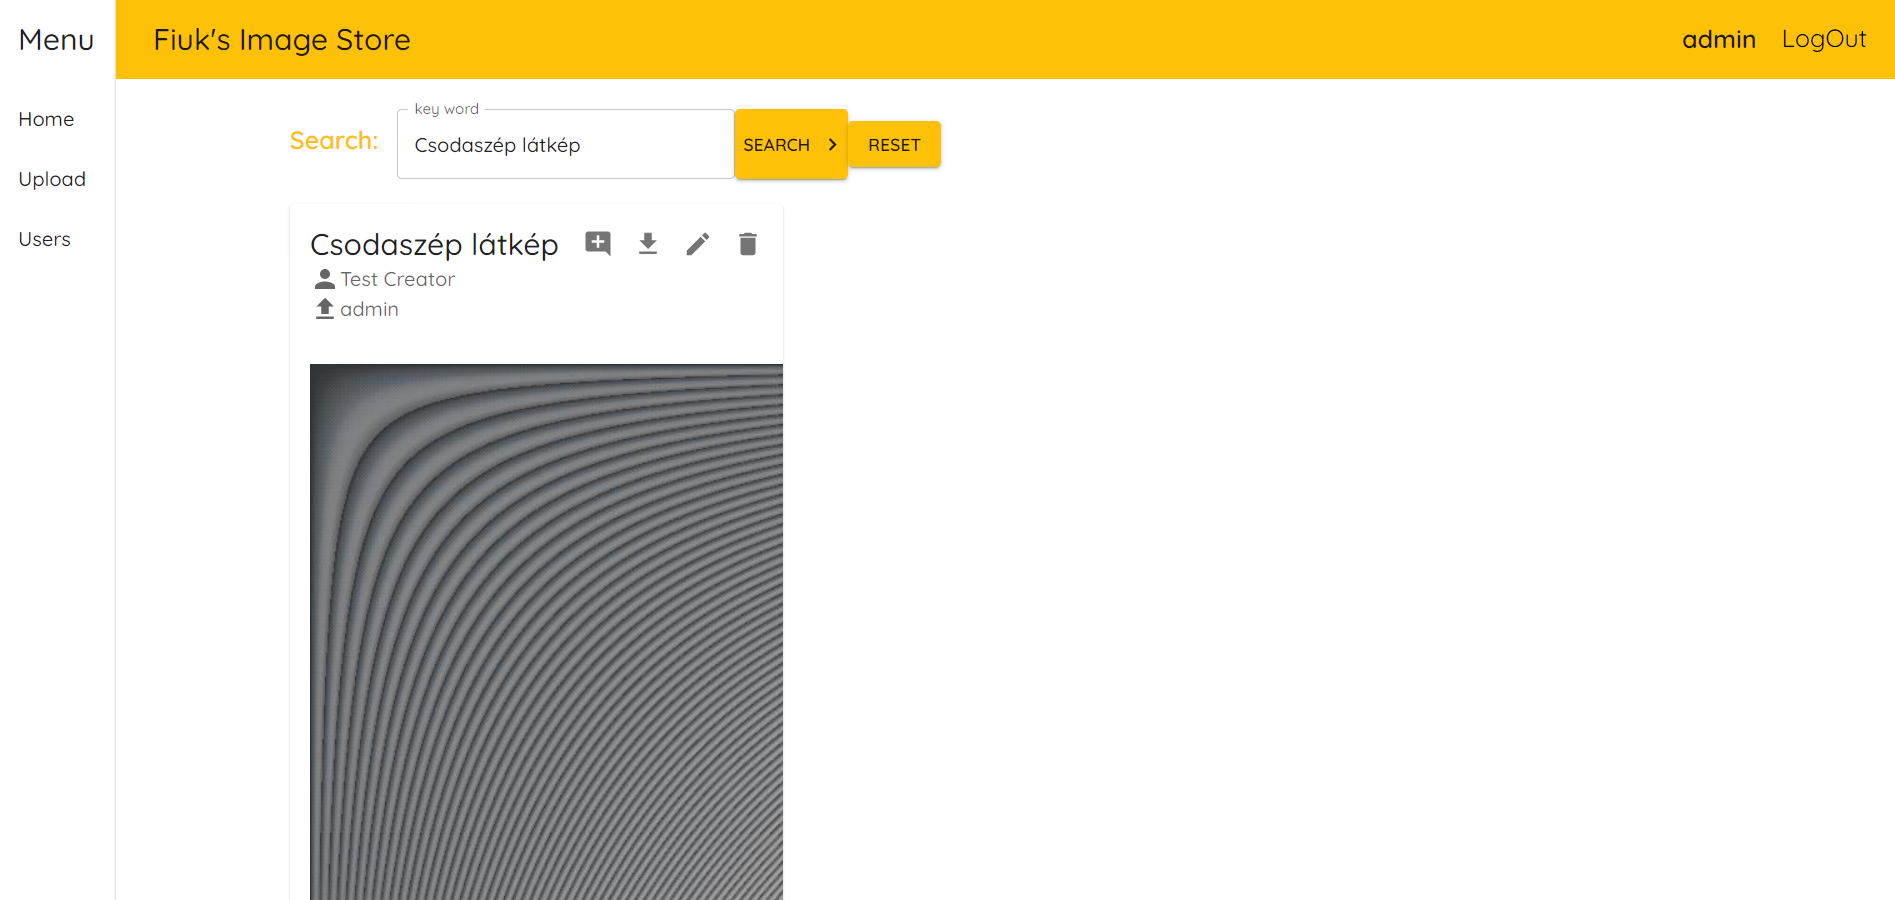 Menu
Fiuk's Image Store
admin
LogOut
Home
Upload
Users
Search:
key word
Csodaszép látkép
SEARCH
RESET
Csodaszép látkép
Test Creator
admin